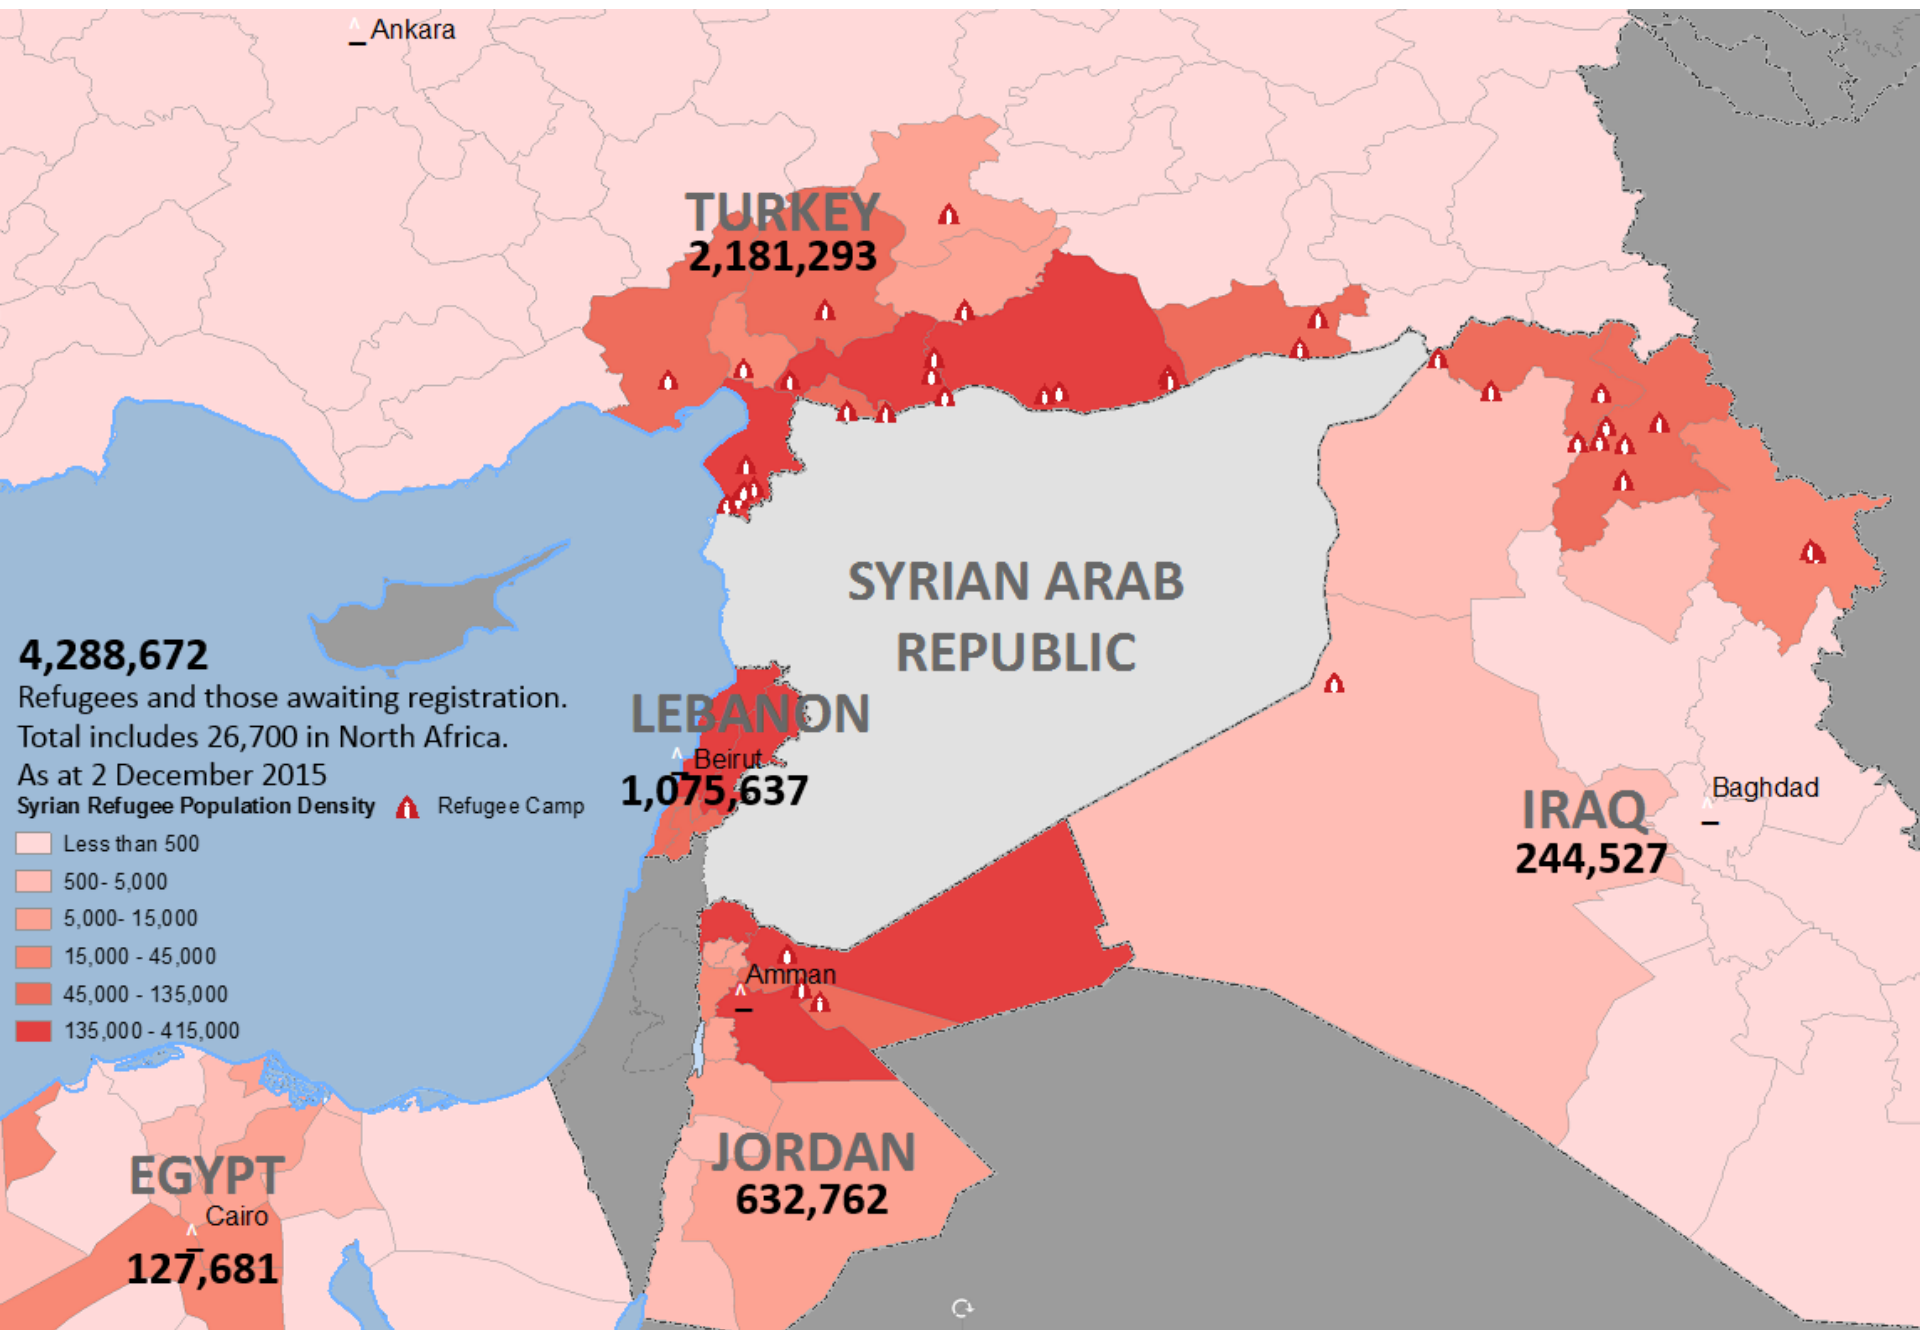 Ankara
TURKEY
2,181,293
SYRIAN ARAB
REPUBLIC
4,288,672
Refugees and those awaiting registration.
Total includes 26,700 in North Africa.
As at 2 December 2015
Syrian Refugee Population Density
Refugee Camp
Less than 500
500- 5,000
5,000- 15,000
15,000 - 45,000
45,000 - 135,000
135,000 - 415,000
LEBANON
Beirut
1,075,637
Baghdad
IRAQ
244,527
Amman
JORDAN
632,762
EGYPT
Cairo
127,681